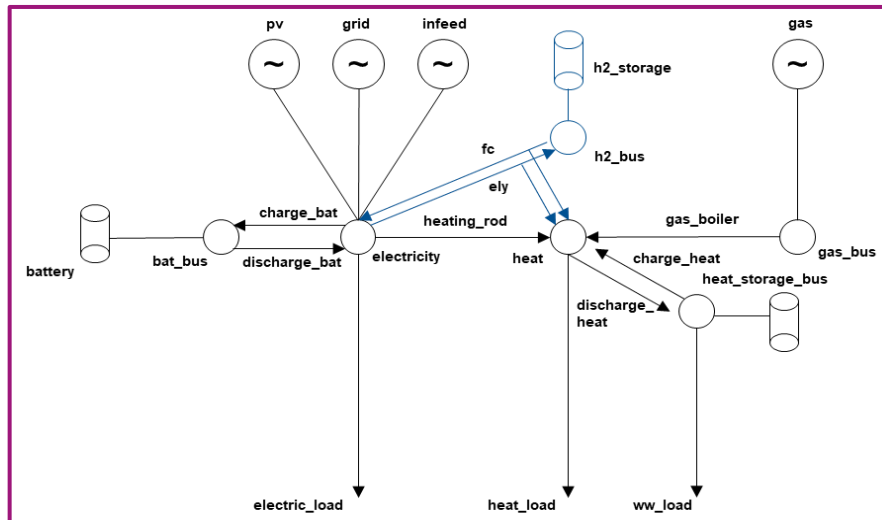 pv
grid
infeed
gas
~
~
~
~
h2_storage
fc
h2_bus
ely
charge_bat
heating_rod
gas_boiler
battery
bat_bus
discharge_bat
electricity
heat
charge_heat
gas_bus
heat_storage_bus
discharge_
heat
electric_load
heat_load
ww_load